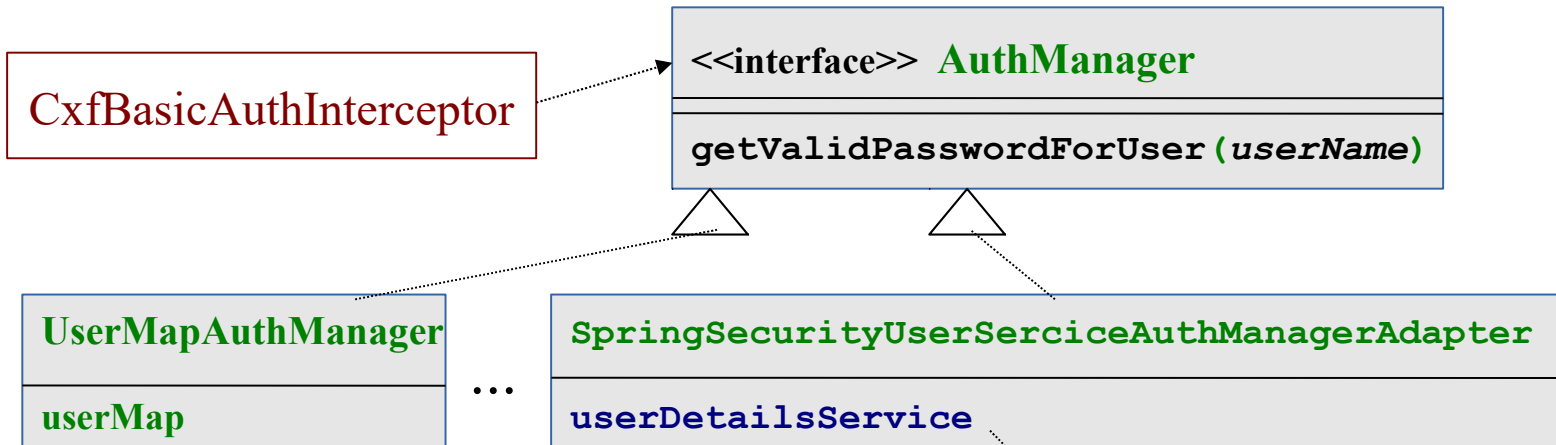 <<interface>> AuthManager
CxfBasicAuthInterceptor
getValidPasswordForUser(userName)
UserMapAuthManager
...
SpringSecurityUserSerciceAuthManagerAdapter
userMap
userDetailsService